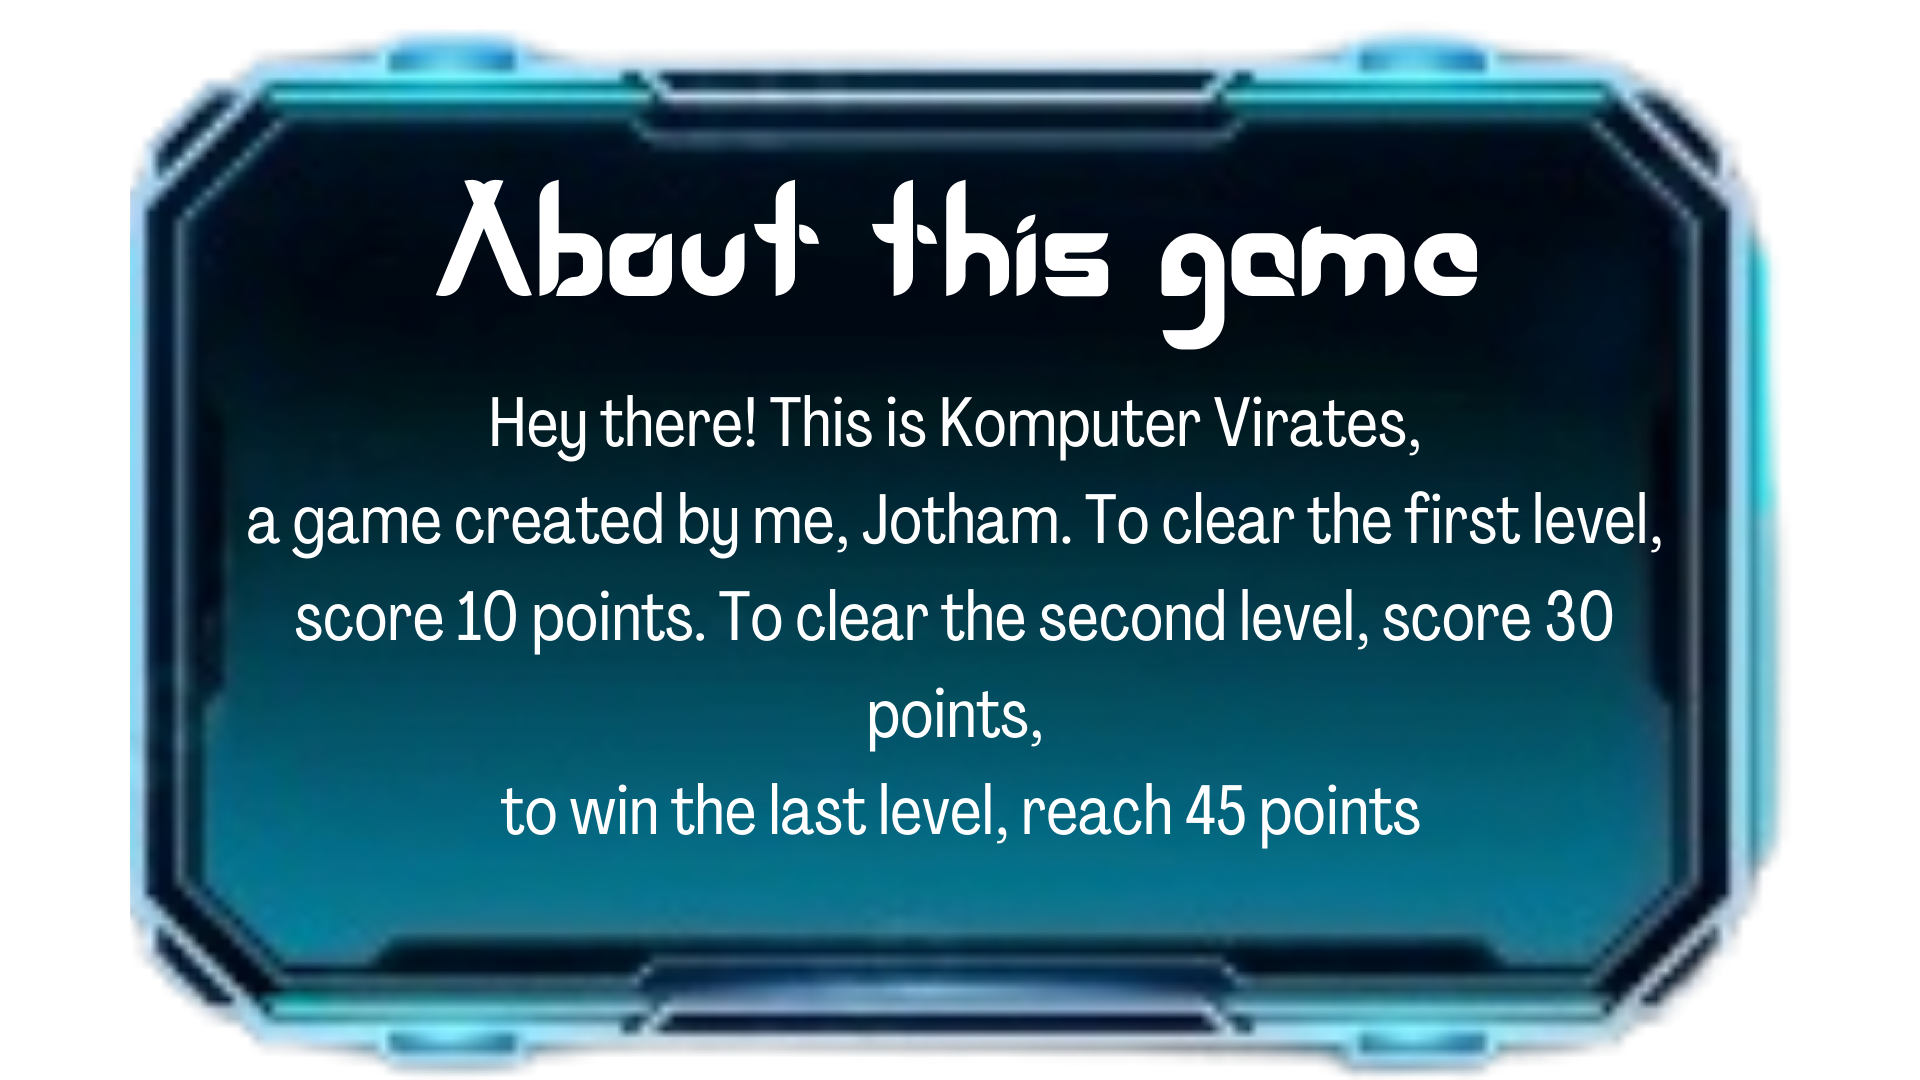 About this game
Hey there! This is Komputer Virates,
a game created by me, Jotham. To clear the first level,
score 10 points. To clear the second level, score 30
points,
to win the last level, reach 45 points